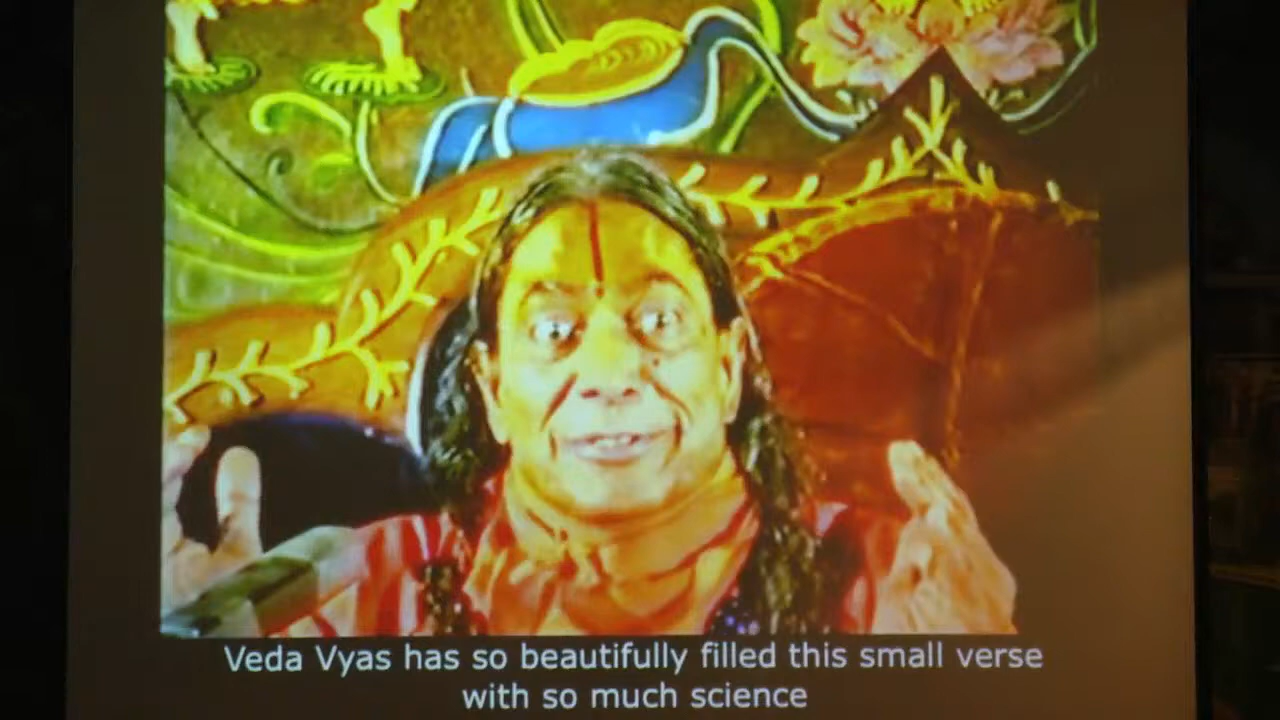 Veda Vyas has so beautifully filled this small verse
with so much science